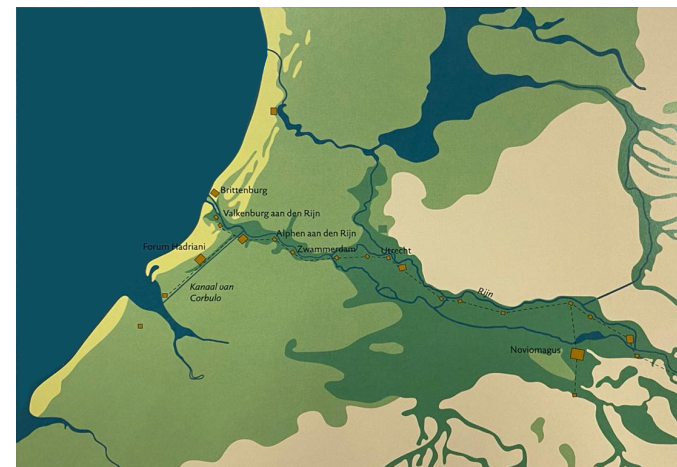 Brittenburg
Valkenburg aan den Rijn
Alphen aan den Rijn
Forum Hadriani
Zwammerdam
Utrecht
Kanaal van
Corbulo
Rijn
Noviomagus